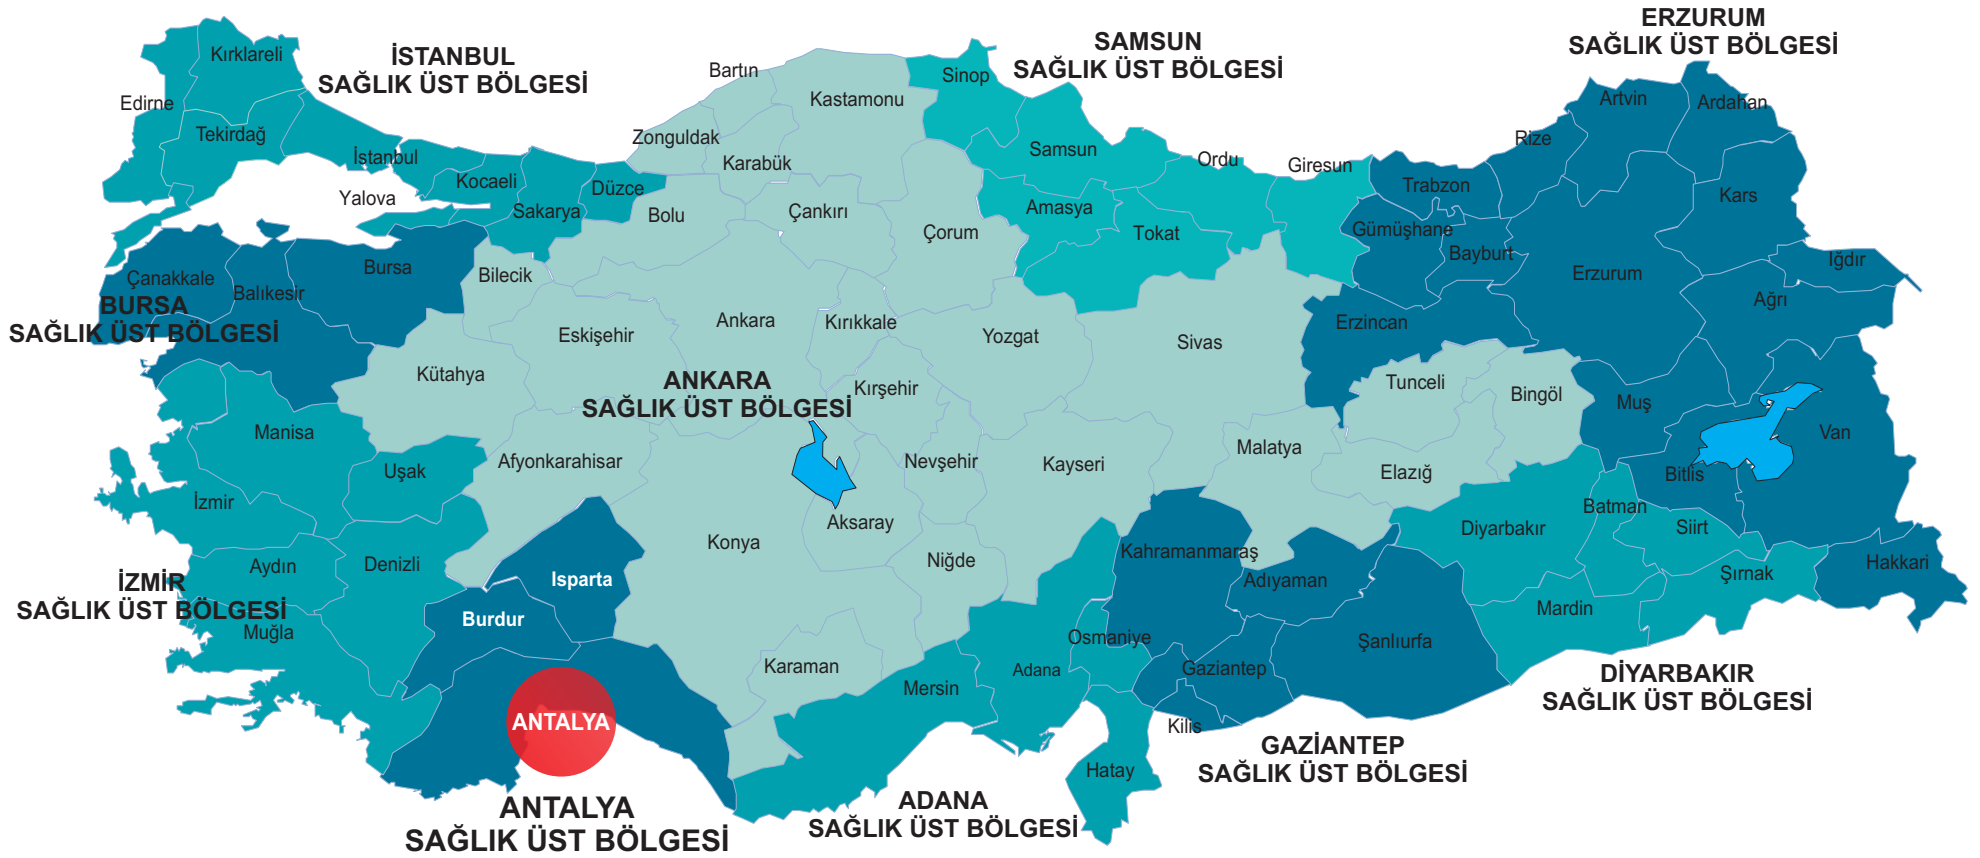 ERZURUM
SAĞLIK ÜST BÖLGESİ
SAMSUN
SAĞLIK ÜST BÖLGESİ
İSTANBUL
SAĞLIK ÜST BÖLGESİ
Kırklareli
Edirne
Tekirdağ
İstanbul
Yalova
Kocaeli
Sakarya
Düzce
Bartın
Kastamonu
Zonguldak
Karabük
Bolu
Çankırı
Çorum
Sinop
Samsun
Ordu
Giresun
Amasya
Tokat
Artvin
Ardahan
Rize
Trabzon
Kars
Gümüşhane
Bayburt
Erzurum
Iğdır
Ağrı
Erzincan
Çanakkale
Balıkesir
Bursa
BURSA
SAĞLIK ÜST BÖLGESİ
Bilecik
Eskişehir
Ankara
Kırıkkale
Yozgat
Sivas
Kütahya
ANKARA
SAĞLIK ÜST BÖLGESİ
Kırşehir
Tunceli
Bingöl
Muş
Van
Bitlis
Manisa
Uşak
Afyonkarahisar
Nevşehir
Kayseri
Malatya
Elazığ
İzmir
Aydın
Denizli
İZMİR
SAĞLIK ÜST BÖLGESİ
Muğla
Konya
Aksaray
Niğde
Karaman
Isparta
Burdur
ANTALYA
ANTALYA
SAĞLIK ÜST BÖLGESİ
Kahramanmaraş
Adıyaman
Diyarbakır
Batman
Siirt
Şırnak
Hakkari
Mardin
Şanlıurfa
Osmaniye
Gaziantep
Mersin
Adana
Kilis
Hatay
DİYARBAKIR
SAĞLIK ÜST BÖLGESİ
GAZİANTEP
SAĞLIK ÜST BÖLGESİ
ADANA
SAĞLIK ÜST BÖLGESİ